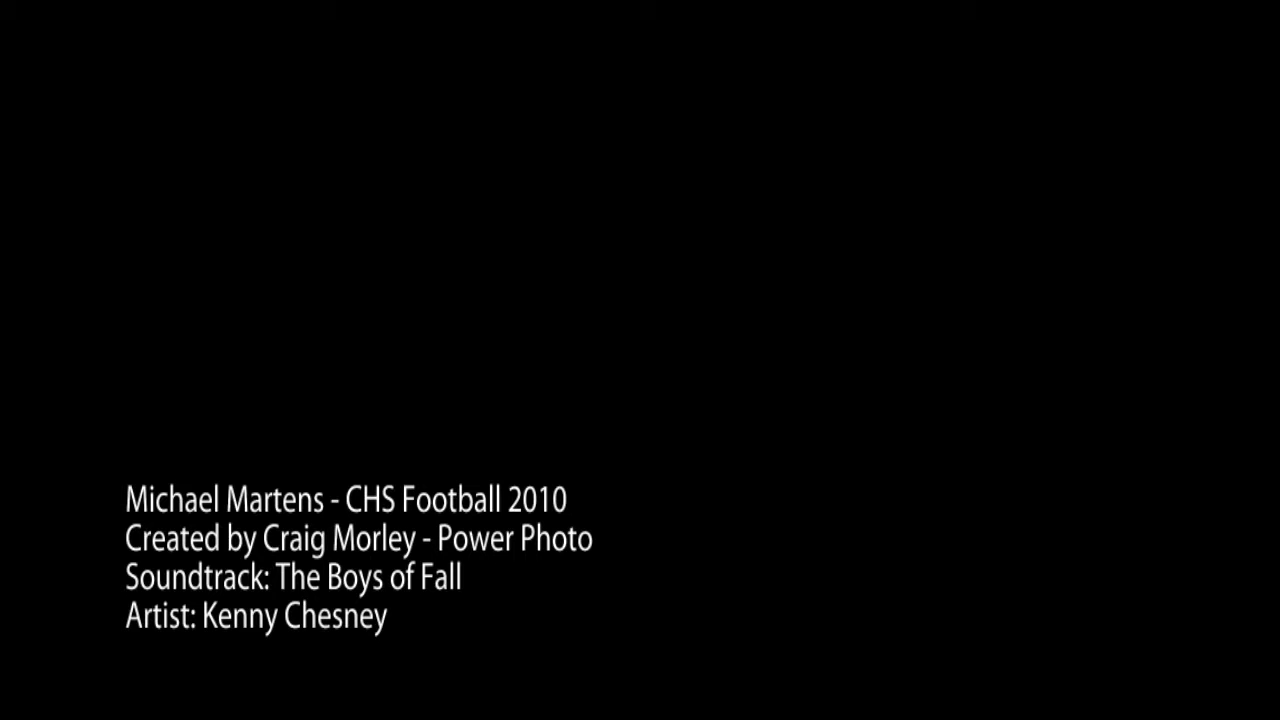 Michael Martens - CHS Football 2010
Created by Craig Morley - Power Photo
Soundtrack: The Boys of Fall
Artist: Kenny Chesney